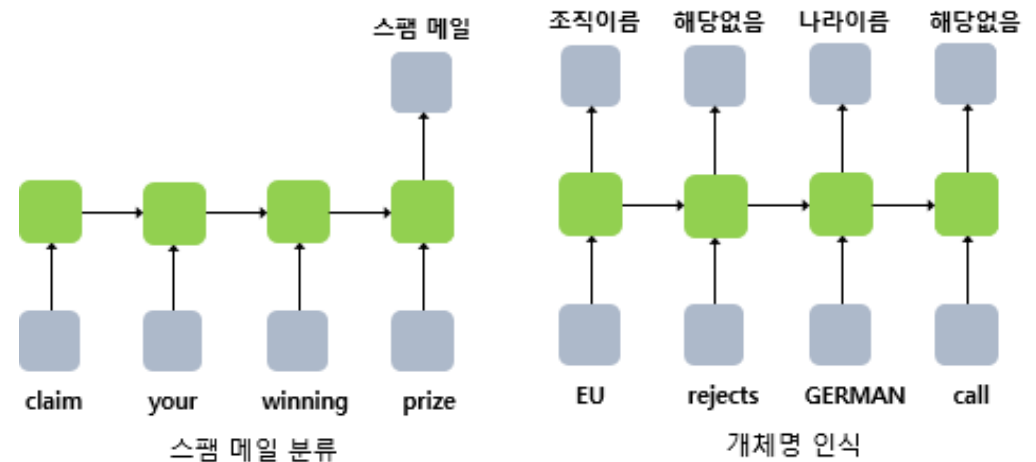 스팸 메일
claim your winning prize
스팸 메일 분류
조직이름 해당없음 나라이름 해당없음
EU rejects GERMAN call
개체명 인식